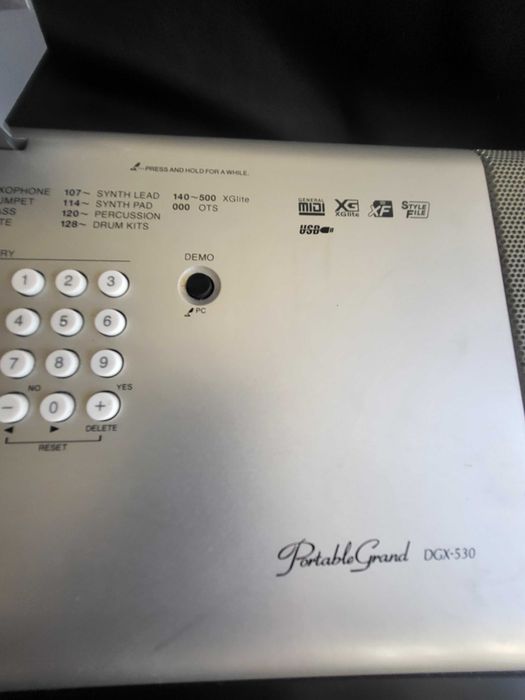 PRESS AND HOLD FOR A WHILE.
XOPHONE 107~ SYNTH LEAD 140~500 XGlite
UMPET 114~ SYNTH PAD 000 OTS
ASS 120~ PERCUSSION
TE 128~ DRUM KITS
GENERAL MIDI XG XGlite XF STYLE FILE
USB
RY
DEMO
1 2 3
PC
4 5 6
7 8 9
NO YES
− 0 +
DELETE
RESET
PortableGrand DGX-530